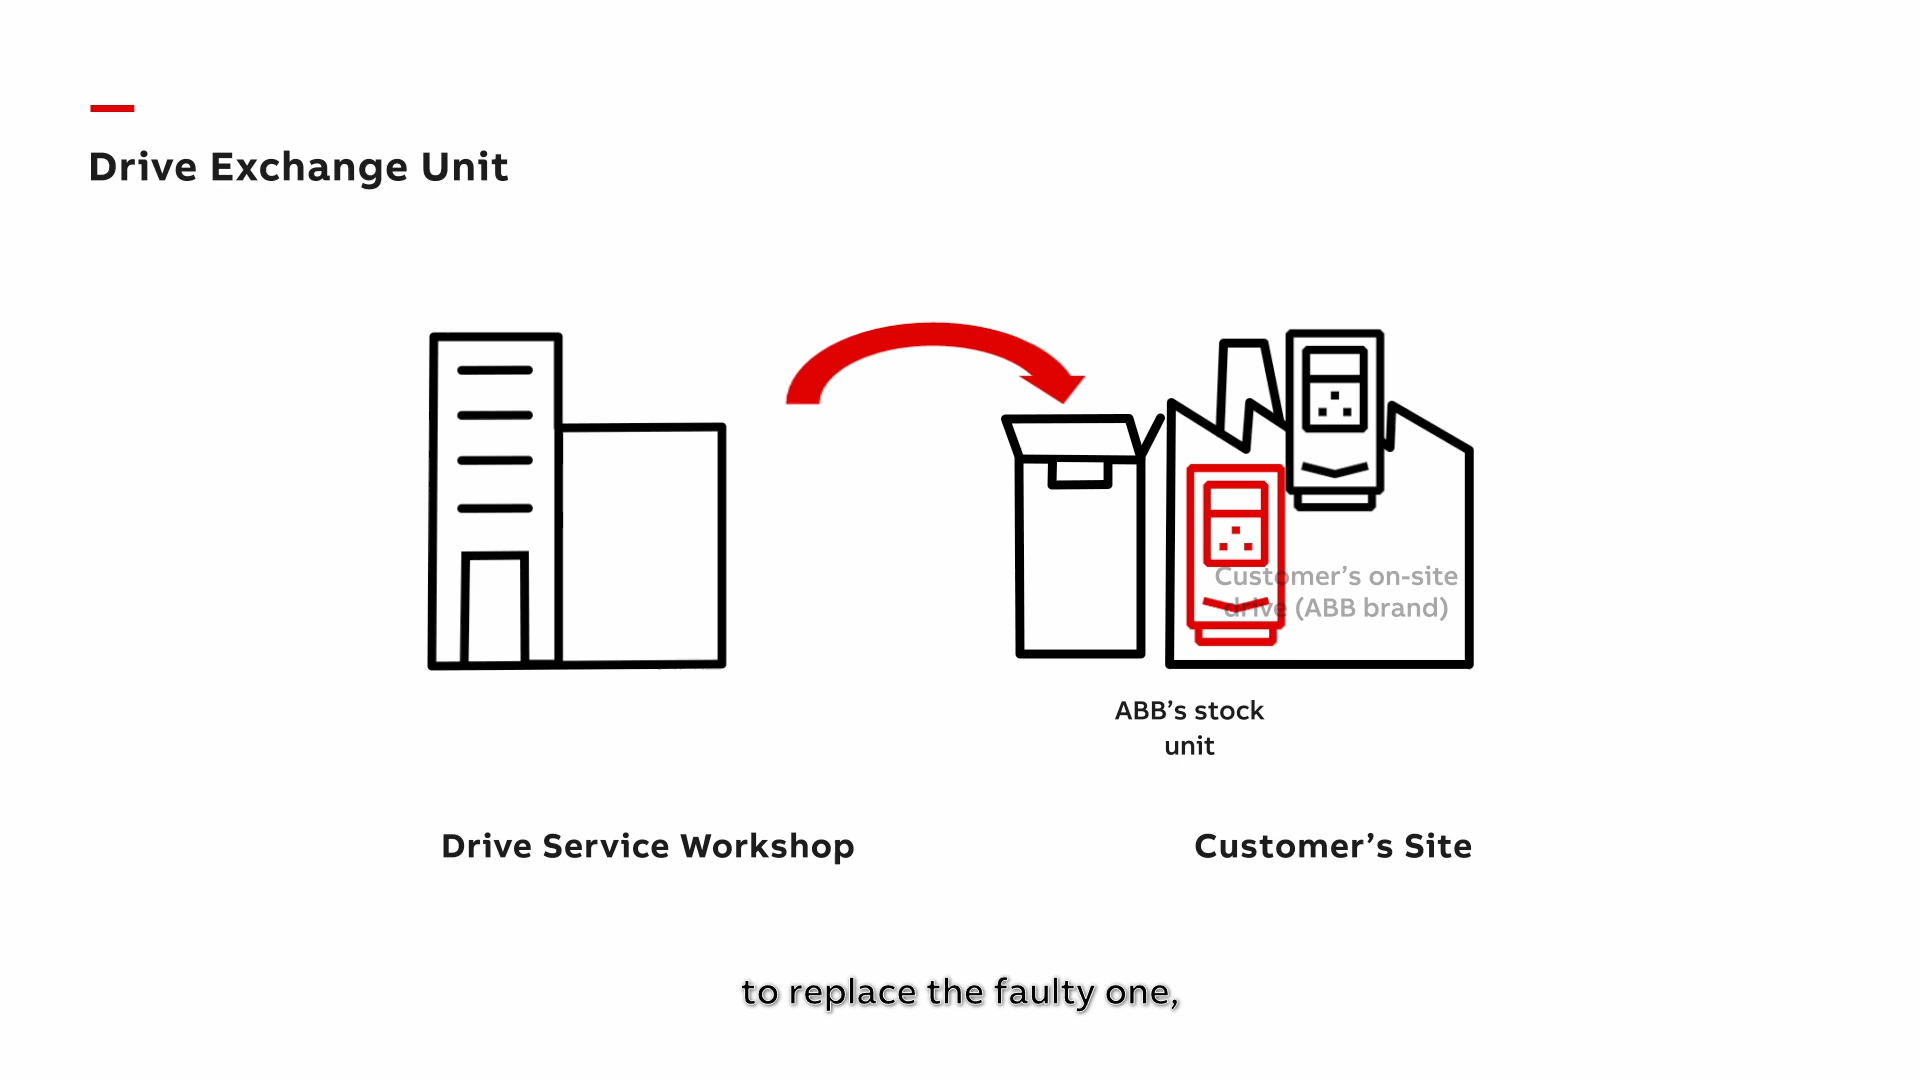 Drive Exchange Unit
Customer’s on-site
drive (ABB brand)
ABB’s stock
unit
Drive Service Workshop
Customer’s Site
to replace the faulty one,